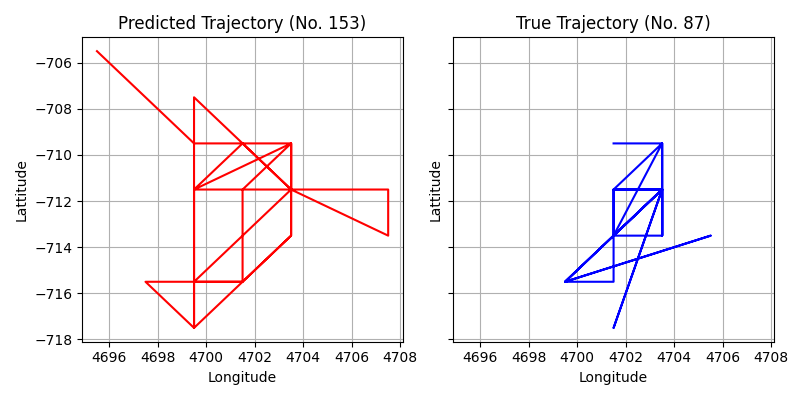 Predicted Trajectory (No. 153)
True Trajectory (No. 87)
Lattitude
Lattitude
−706
−708
−710
−712
−714
−716
−718
4696 4698 4700 4702 4704 4706 4708
4696 4698 4700 4702 4704 4706 4708
Longitude
Longitude